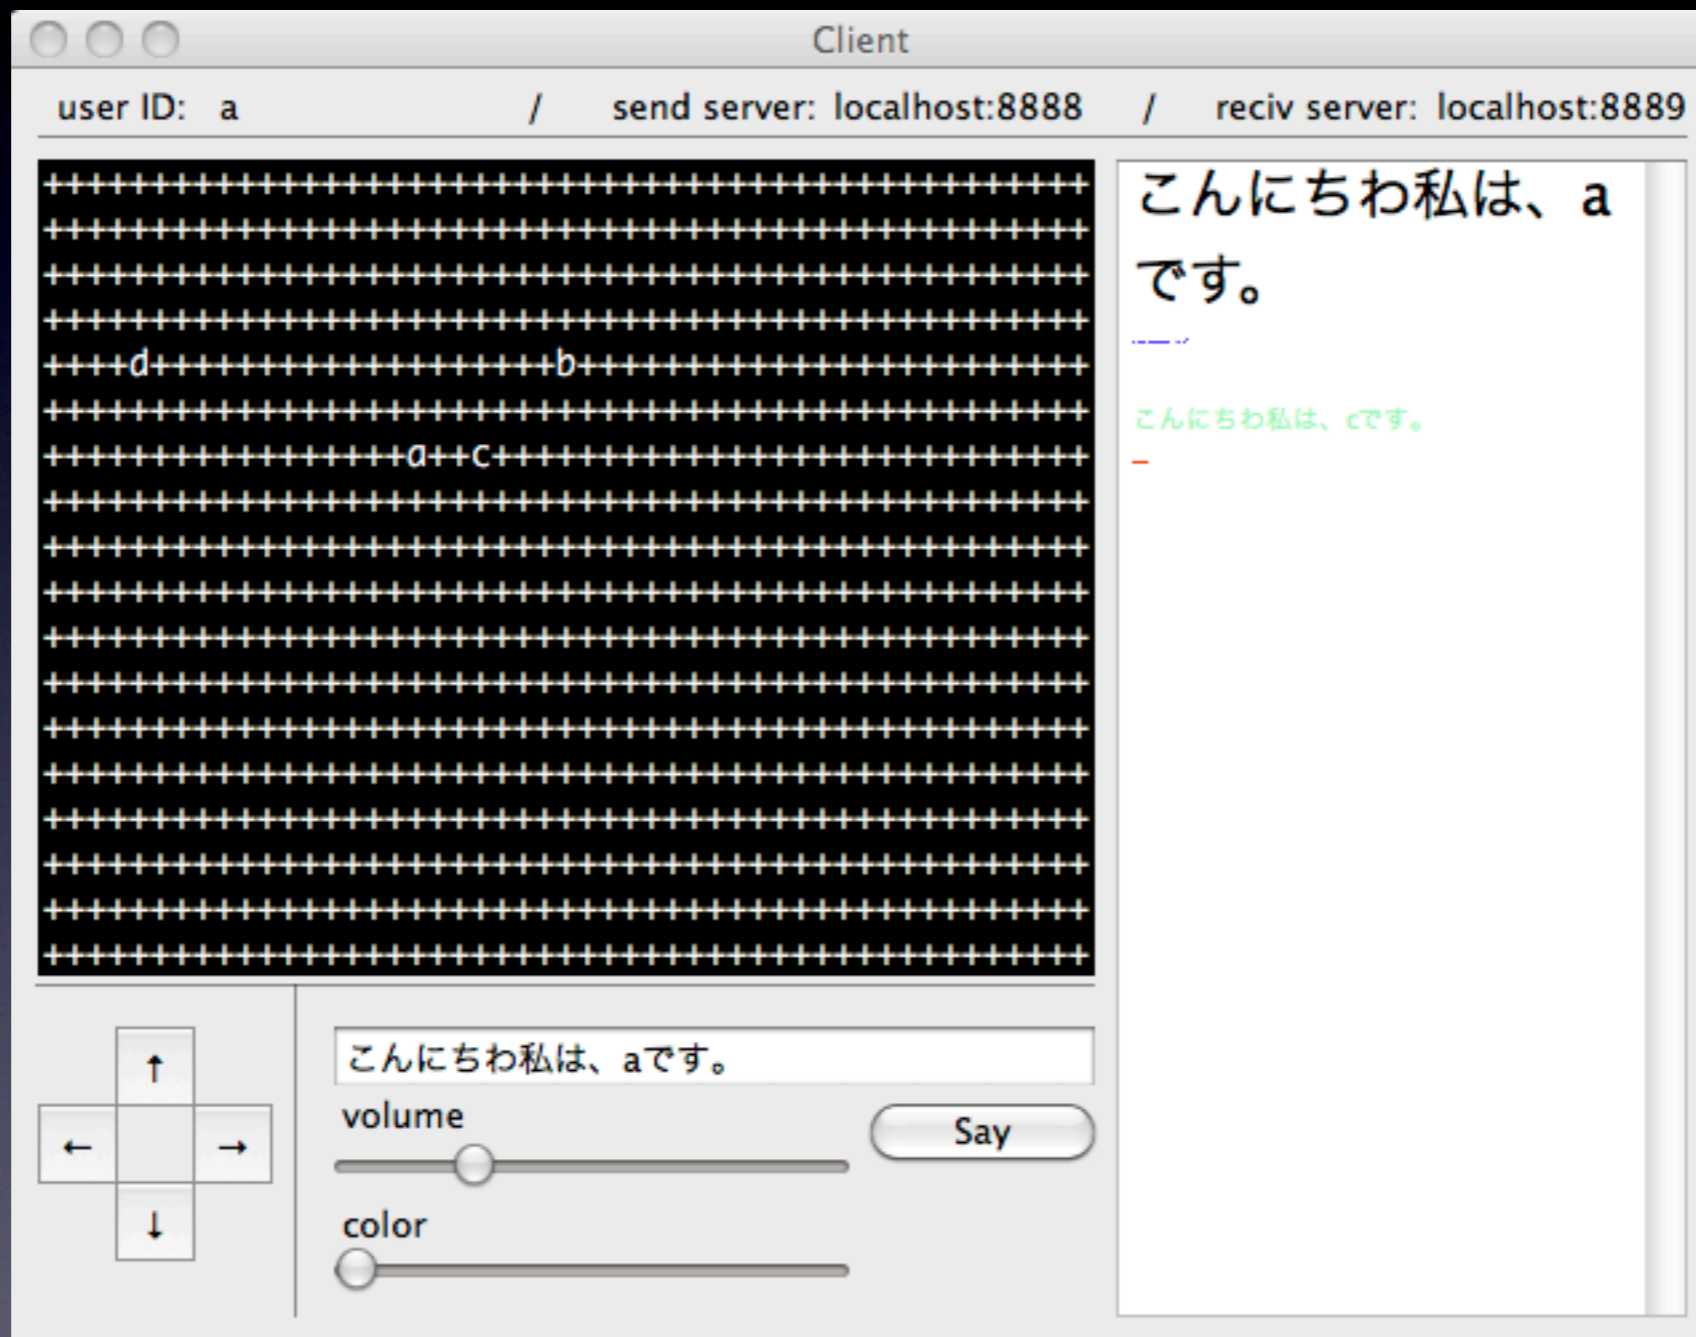 Client
user ID: a / send server: localhost:8888 / reciv server: localhost:8889
+++++++++++++++++++++++++++++++++++++++++++++++++
+++++++++++++++++++++++++++++++++++++++++++++++++
+++++++++++++++++++++++++++++++++++++++++++++++++
+++++++++++++++++++++++++++++++++++++++++++++++++
++++d+++++++++++++++++++b++++++++++++++++++++++++
+++++++++++++++++++++++++++++++++++++++++++++++++
+++++++++++++++++a++c++++++++++++++++++++++++++++
+++++++++++++++++++++++++++++++++++++++++++++++++
+++++++++++++++++++++++++++++++++++++++++++++++++
+++++++++++++++++++++++++++++++++++++++++++++++++
+++++++++++++++++++++++++++++++++++++++++++++++++
+++++++++++++++++++++++++++++++++++++++++++++++++
+++++++++++++++++++++++++++++++++++++++++++++++++
+++++++++++++++++++++++++++++++++++++++++++++++++
+++++++++++++++++++++++++++++++++++++++++++++++++
+++++++++++++++++++++++++++++++++++++++++++++++++
+++++++++++++++++++++++++++++++++++++++++++++++++
+++++++++++++++++++++++++++++++++++++++++++++++++
こんにちわ私は、a
です。
こんにちわ私は、cです。
↑
← →
↓
こんにちわ私は、aです。
volume
Say
color